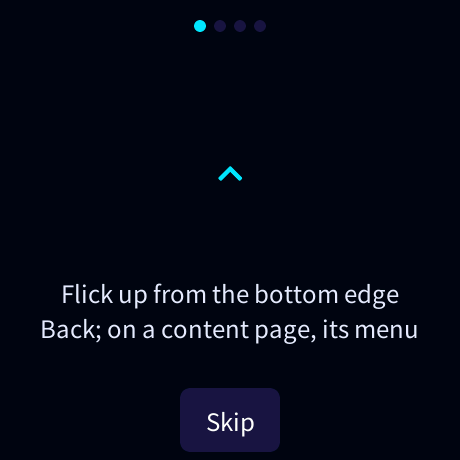 Flick up from the bottom edge
Back; on a content page, its menu
Skip